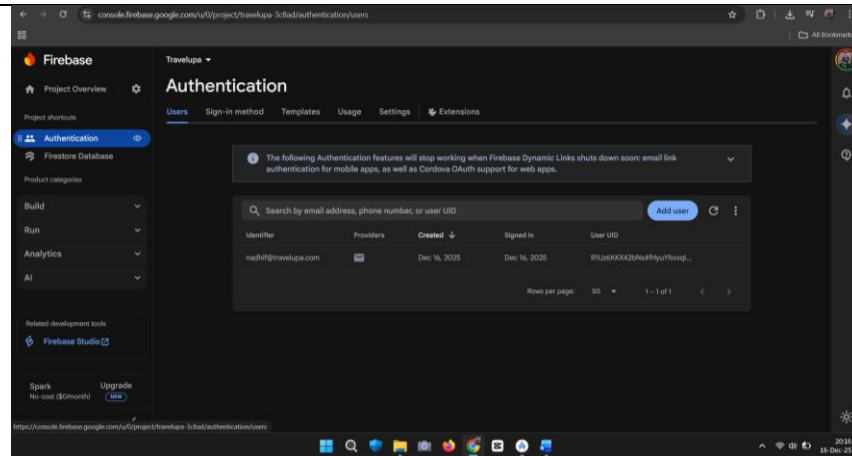 console.firebase.google.com/u/0/project/travelupa-3c8ad/authentication/users
All Bookmarks
Firebase
Travelupa
Project Overview
Authentication
Project shortcuts
Users Sign-in method Templates Usage Settings Extensions
Authentication
Firestore Database
The following Authentication features will stop working when Firebase Dynamic Links shuts down soon: email link
authentication for mobile apps, as well as Cordova OAuth support for web apps.
Product categories
Build
Search by email address, phone number, or user UID
Add user
Run
Identifier Providers Created Signed In User UID
Analytics
nadhif@travelupa.com Dec 16, 2025 Dec 16, 2025
AI
Rows per page: 50 1 – 1 of 1
Related development tools
Firebase Studio
Spark
No-cost ($0/month)
Upgrade
NEW
https://console.firebase.google.com/u/0/project/travelupa-3c8ad/authentication/users
20:16
16-Dec-25